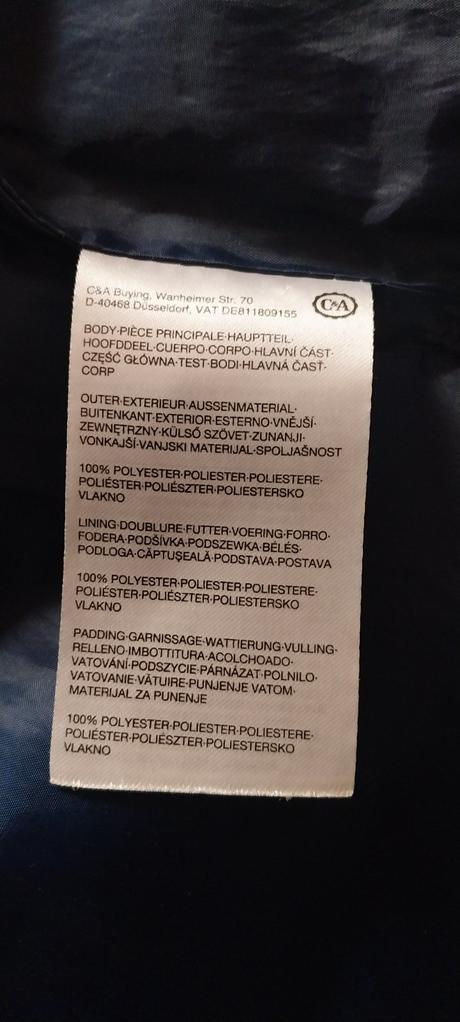 C&A Buying, Wanheimer Str. 70
D-40468 Düsseldorf, VAT DE811809155
C&A
BODY·PIÈCE PRINCIPALE·HAUPTTEIL·
HOOFDDEEL·CUERPO·CORPO·HLAVNÍ ČÁST·
CZĘŚĆ GŁÓWNA·TEST·BODI·HLAVNÁ ČASŤ·
CORP
OUTER·EXTERIEUR·AUSSENMATERIAL·
BUITENKANT·EXTERIOR·ESTERNO·VNĚJŠÍ·
ZEWNĘTRZNY·KÜLSŐ SZÖVET·ZUNANJI·
VONKAJŠÍ·VANJSKI MATERIJAL·SPOLJAŠNOST
100% POLYESTER·POLIESTER·POLIESTERE·
POLIÉSTER·POLIÉSZTER·POLIESTERSKO
VLAKNO
LINING·DOUBLURE·FUTTER·VOERING·FORRO·
FODERA·PODŠÍVKA·PODSZEWKA·BÉLÉS·
PODLOGA·CĂPTUŞEALĂ·PODSTAVA·POSTAVA
100% POLYESTER·POLIESTER·POLIESTERE·
POLIÉSTER·POLIÉSZTER·POLIESTERSKO
VLAKNO
PADDING·GARNISSAGE·WATTIERUNG·VULLING·
RELLENO·IMBOTTITURA·ACOLCHOADO·
VATOVÁNÍ·PODSZYCIE·PÁRNÁZAT·POLNILO·
VATOVANIE·VĂTUIRE·PUNJENJE VATOM·
MATERIJAL ZA PUNENJE
100% POLYESTER·POLIESTER·POLIESTERE·
POLIÉSTER·POLIÉSZTER·POLIESTERSKO
VLAKNO